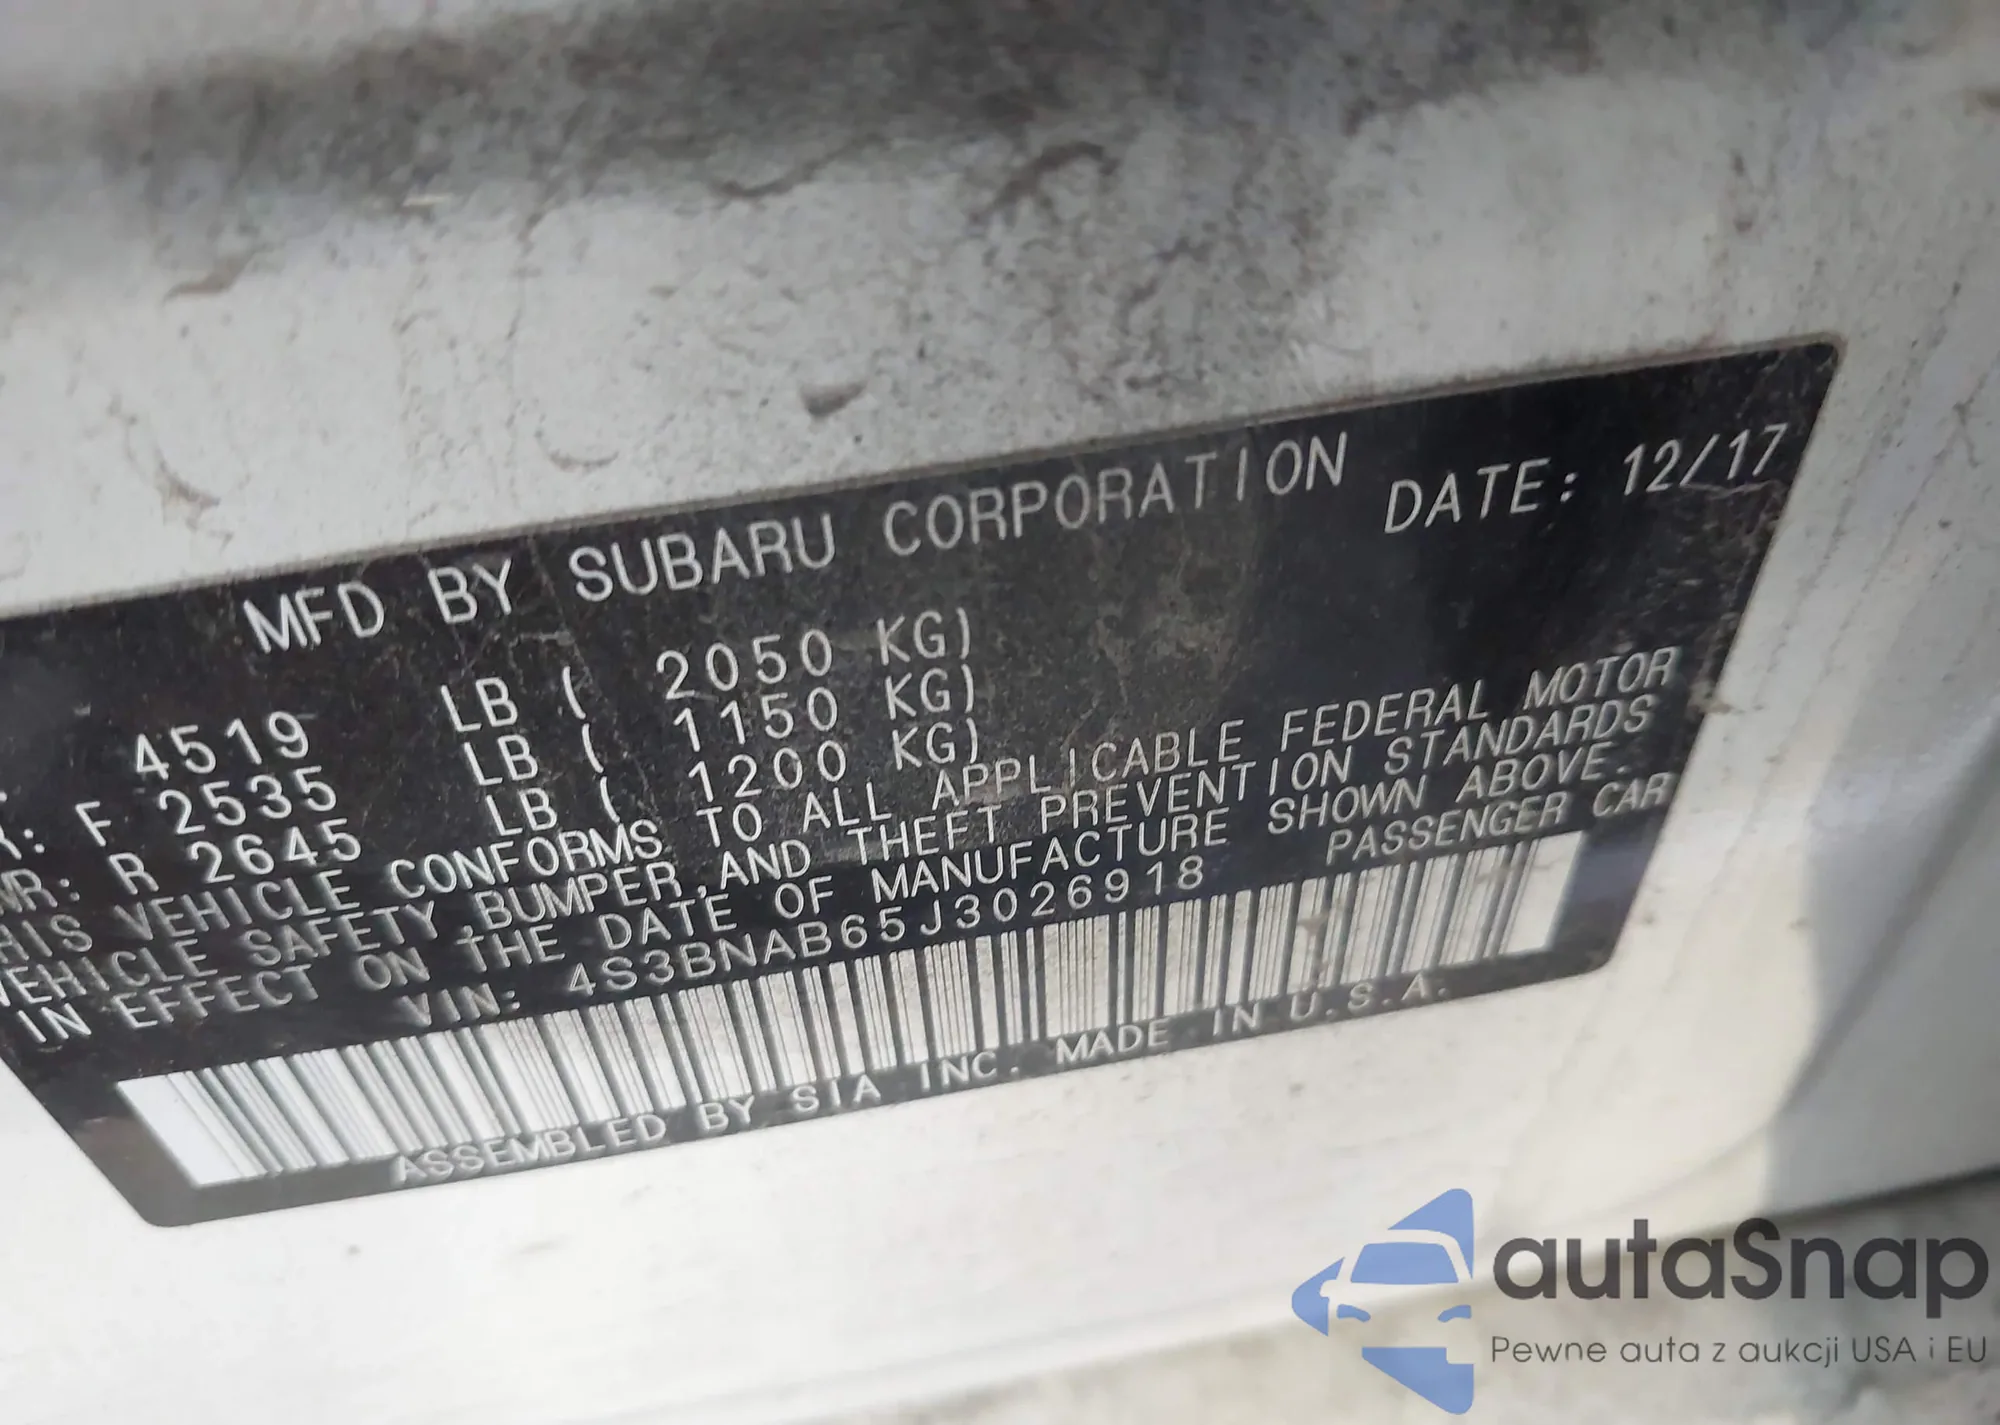 MFD BY SUBARU CORPORATION DATE: 12/17
4519 LB ( 2050 KG)
R: F 2535 LB ( 1150 KG)
WR: R 2645 LB ( 1200 KG)
HIS VEHICLE CONFORMS TO ALL APPLICABLE FEDERAL MOTOR
VEHICLE SAFETY,BUMPER,AND THEFT PREVENTION STANDARDS
IN EFFECT ON THE DATE OF MANUFACTURE SHOWN ABOVE.
VIN: 4S3BNAB65J3026918 PASSENGER CAR
ASSEMBLED BY SIA INC. MADE IN U.S.A.
autaSnap
Pewne auta z aukcji USA i EU